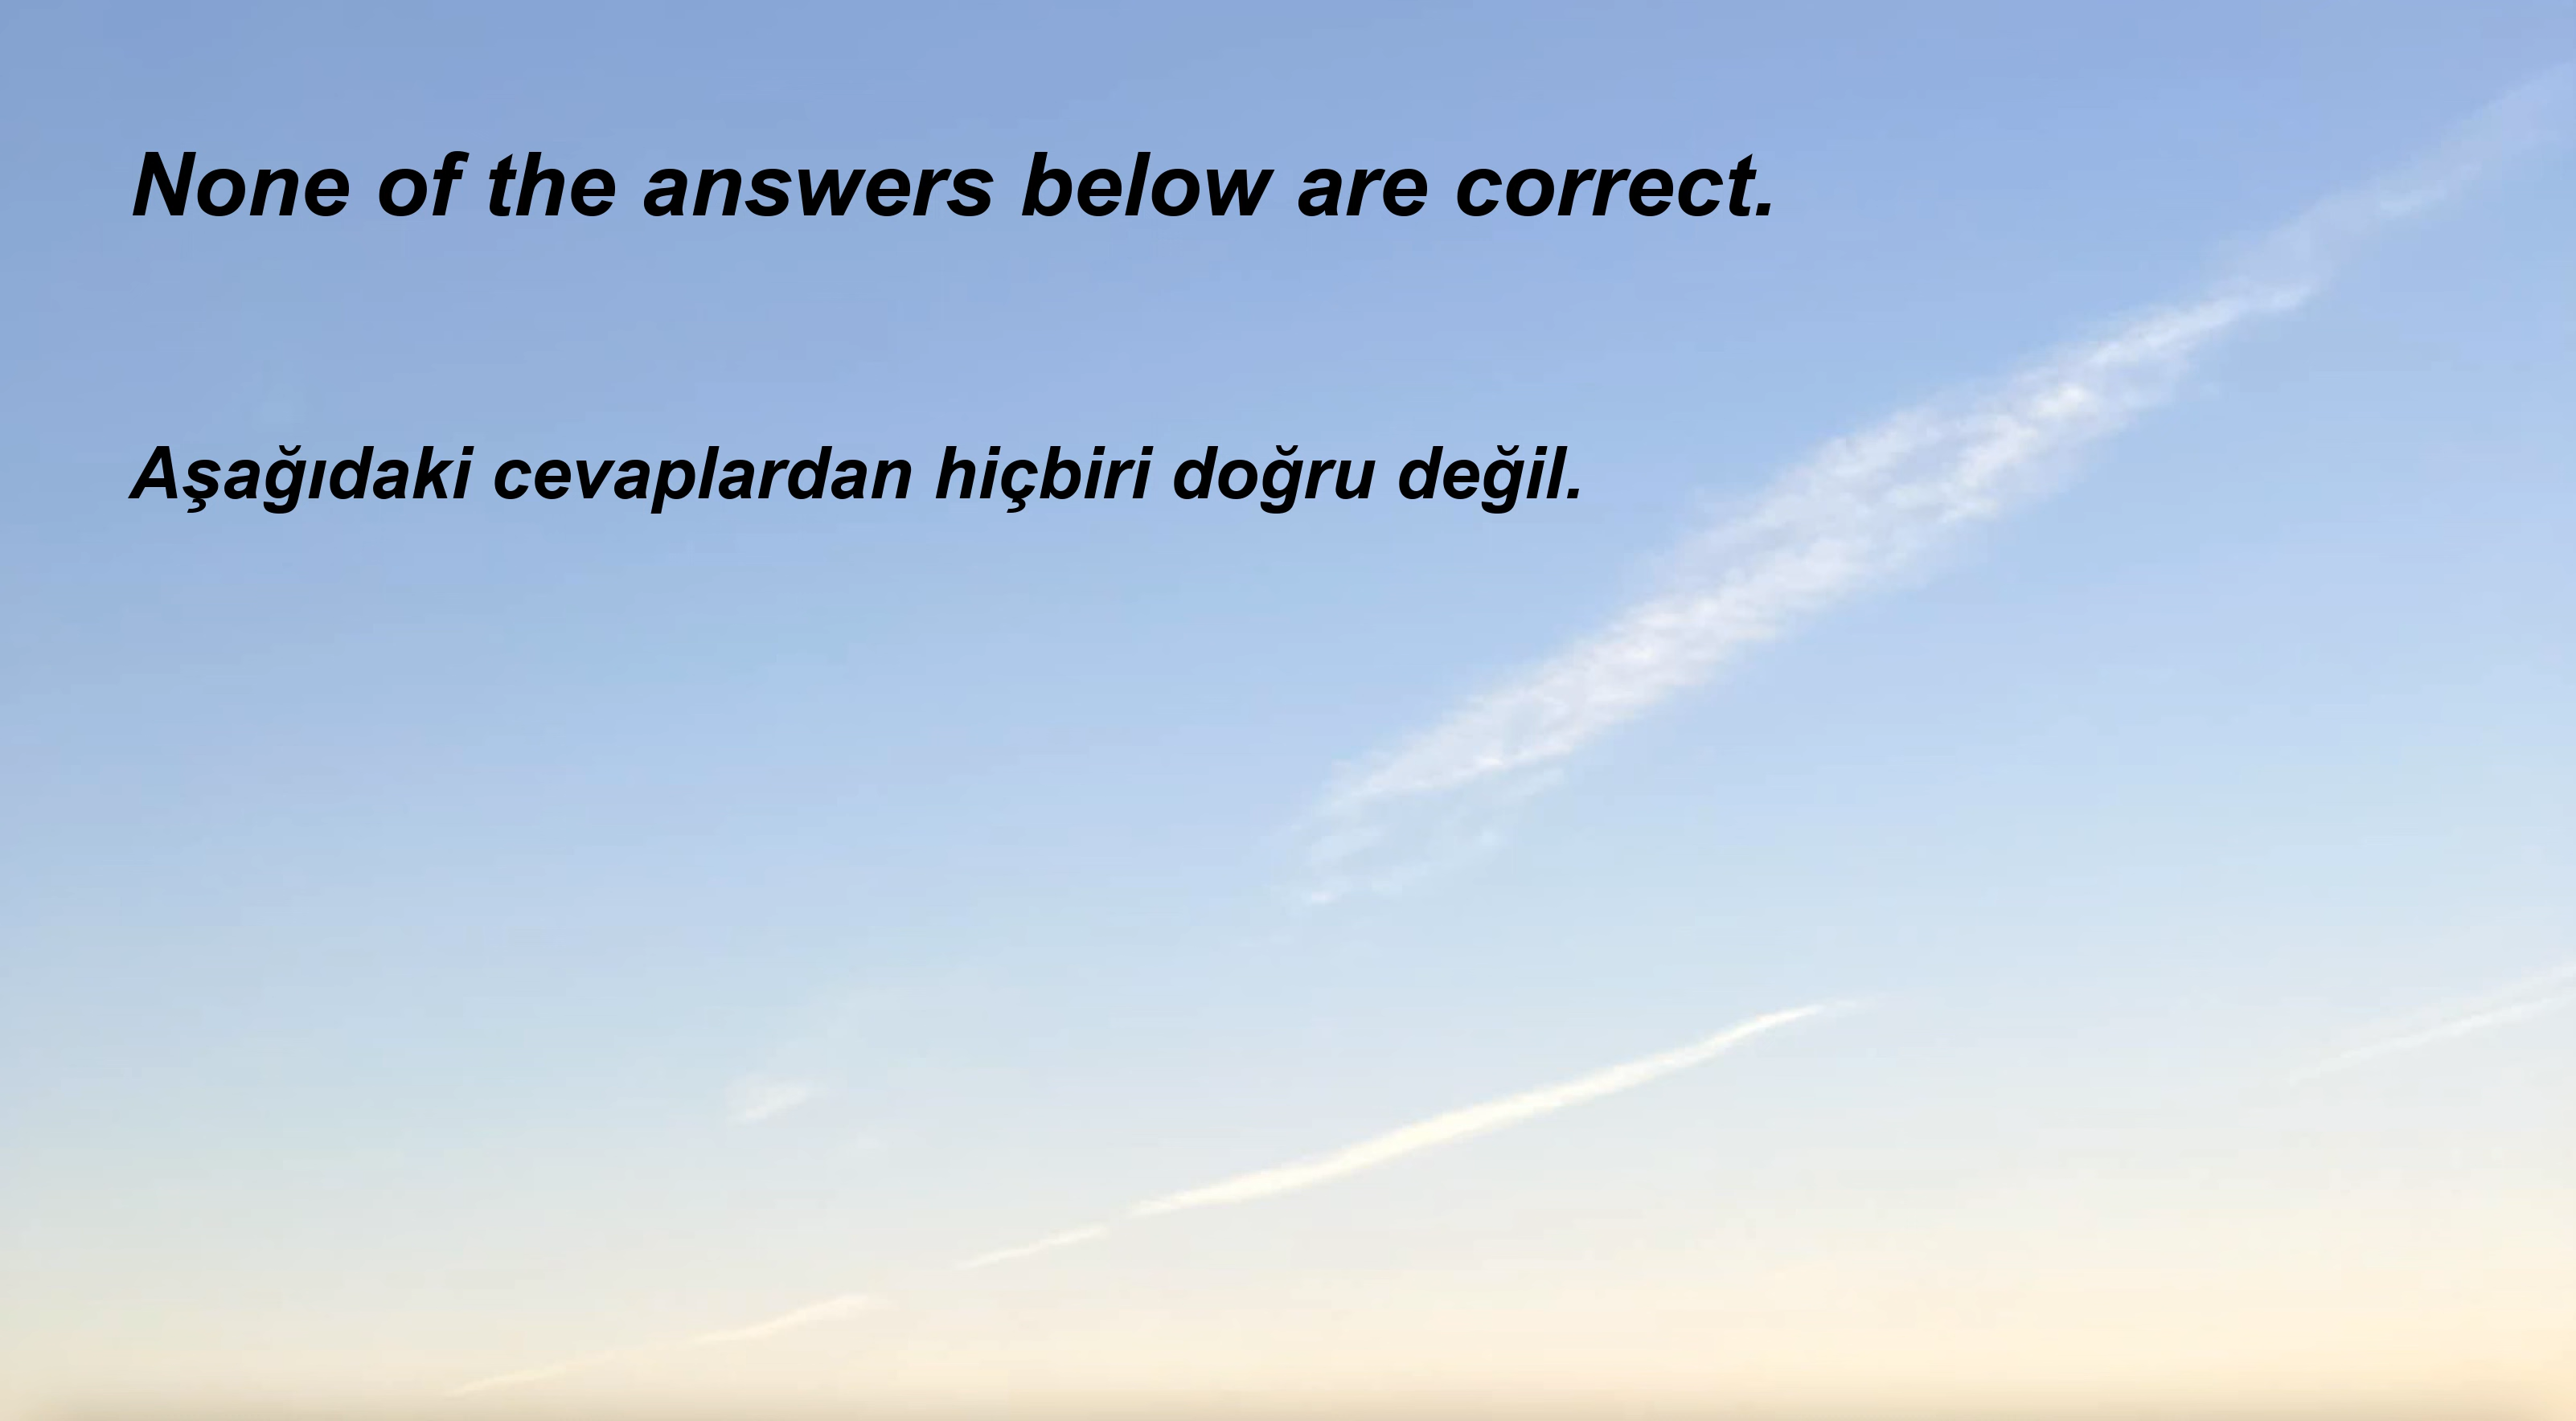 None of the answers below are correct.
Aşağıdaki cevaplardan hiçbiri doğru değil.